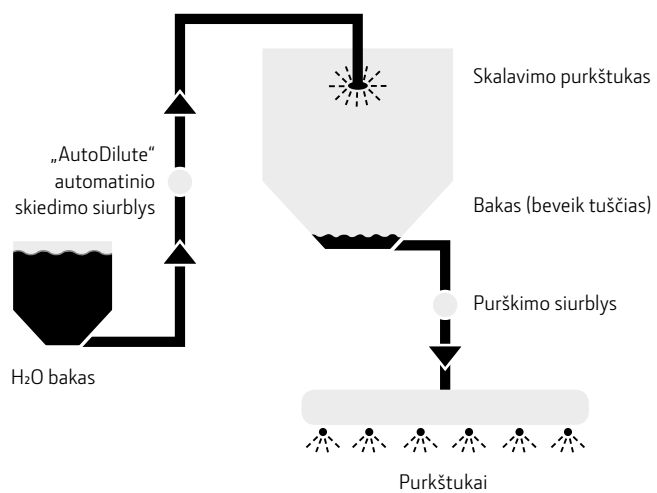 Skalavimo purkštukas
„AutoDilute“
automatinio
skiedimo siurblys
Bakas (beveik tuščias)
Purškimo siurblys
H₂O bakas
Purkštukai